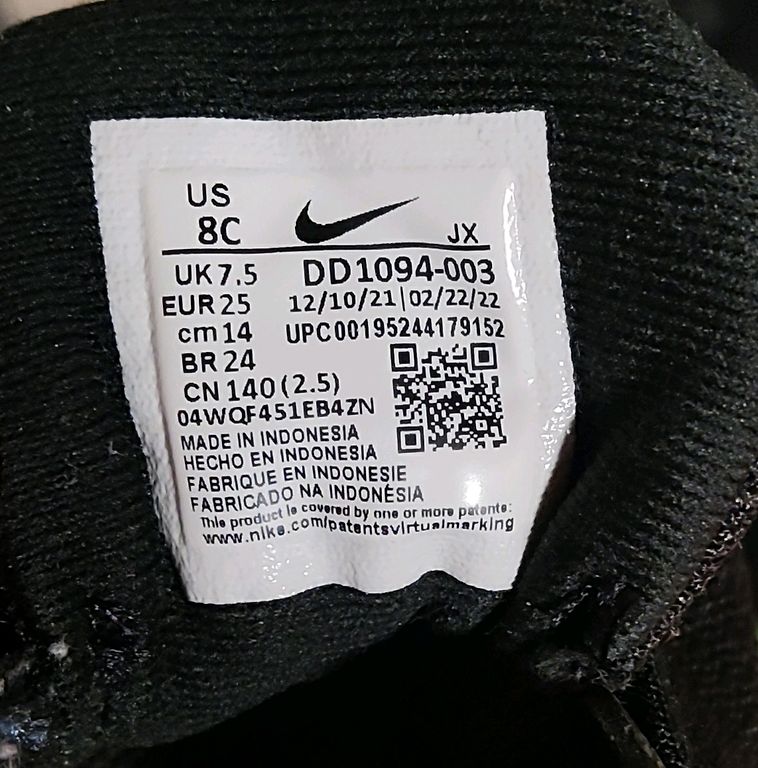 US
8C JX
UK 7.5 DD1094-003
EUR 25 12/10/21|02/22/22
cm 14 UPC00195244179152
BR 24
CN 140 (2.5)
04WQF451EB4ZN
MADE IN INDONESIA
HECHO EN INDONESIA
FABRIQUE EN INDONESIE
FABRICADO NA INDONÉSIA
This product is covered by one or more patents:
www.nike.com/patentsvirtualmarking